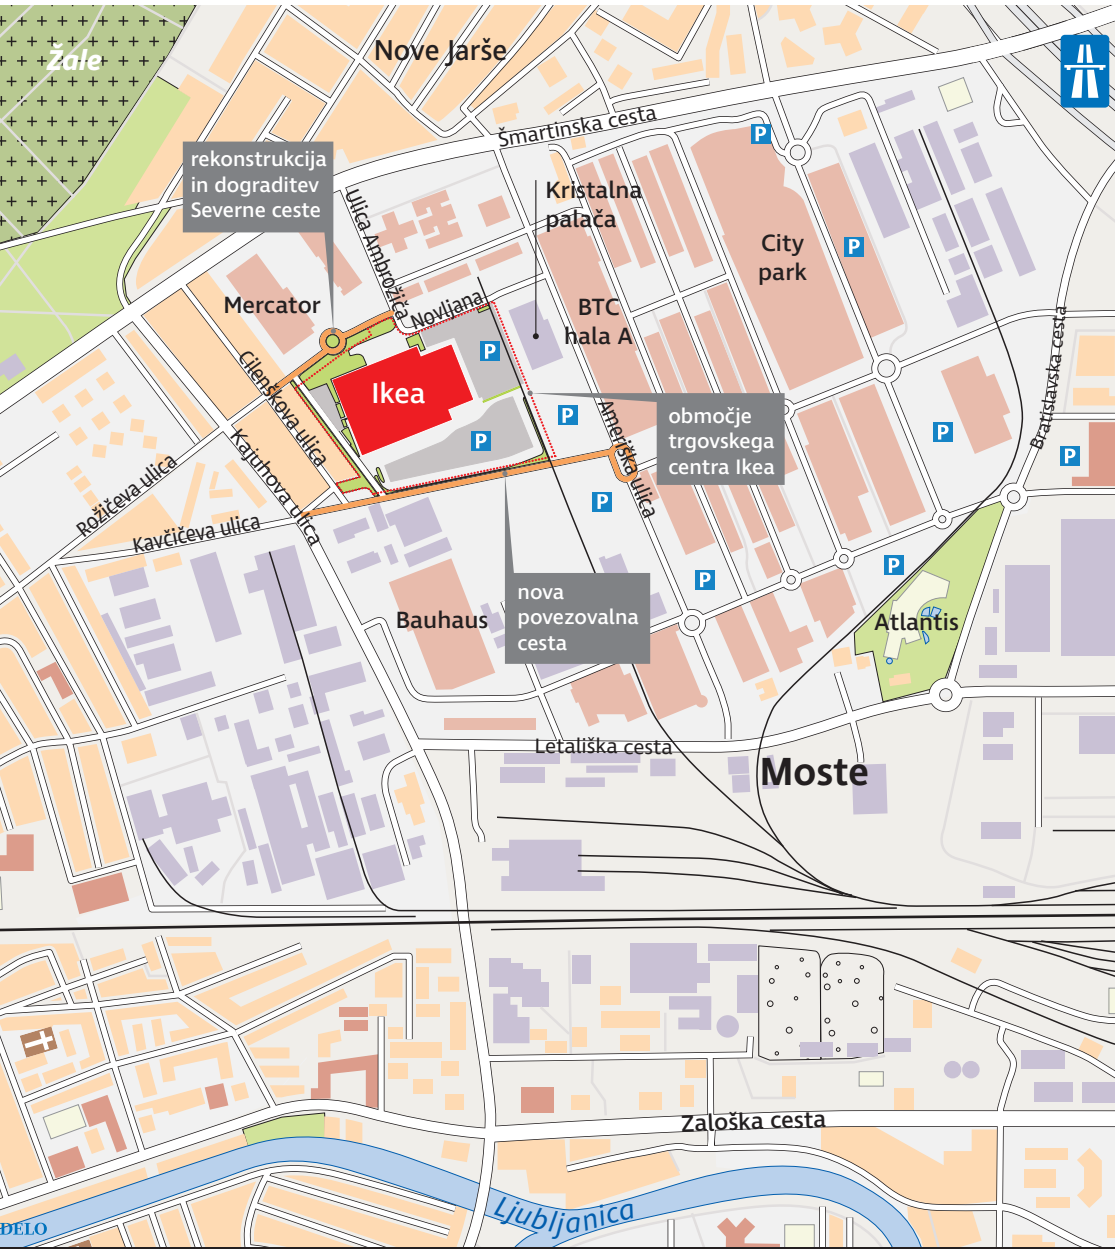 Žale
Nove Jarše
Šmartinska cesta
P
rekonstrukcija
in dograditev
Severne ceste
Ulica Ambrožiča
Kristalna
palača
City
park
P
Mercator
Novljana
BTC
hala A
Bratislavska cesta
P
Cilenškova ulica
Ikea
P
Ameriška ulica
območje
trgovskega
centra Ikea
P
P
P
Kajuhova ulica
Rožičeva ulica
Kavčičeva ulica
P
P
P
nova
povezovalna
cesta
Bauhaus
Atlantis
Letališka cesta
Moste
Zaloška cesta
Ljubljanica
DELO